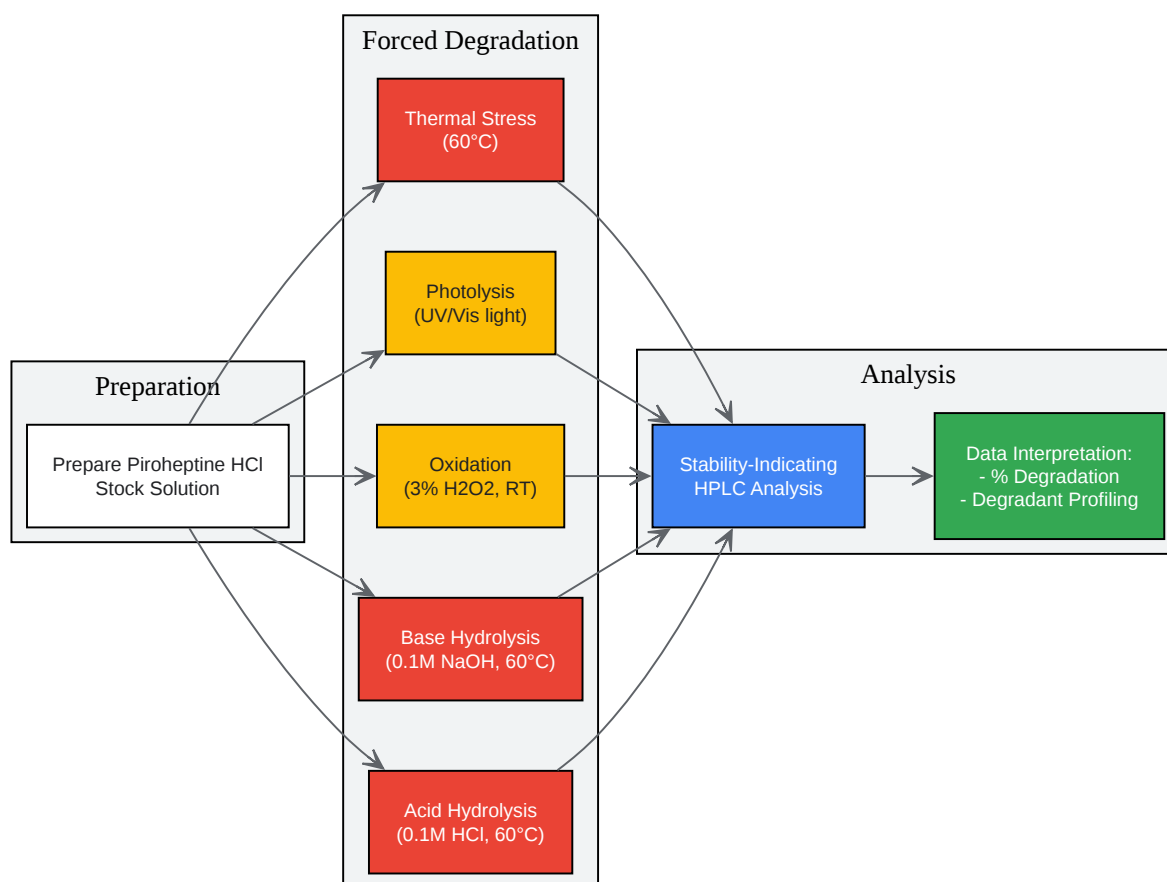 Forced Degradation
Thermal Stress
(60°C)
Photolysis
(UV/Vis light)
Preparation
Analysis
Prepare Piroheptine HCl
Stock Solution
Oxidation
(3% H2O2, RT)
Stability-Indicating
HPLC Analysis
Data Interpretation:
- % Degradation
- Degradant Profiling
Base Hydrolysis
(0.1M NaOH, 60°C)
Acid Hydrolysis
(0.1M HCl, 60°C)